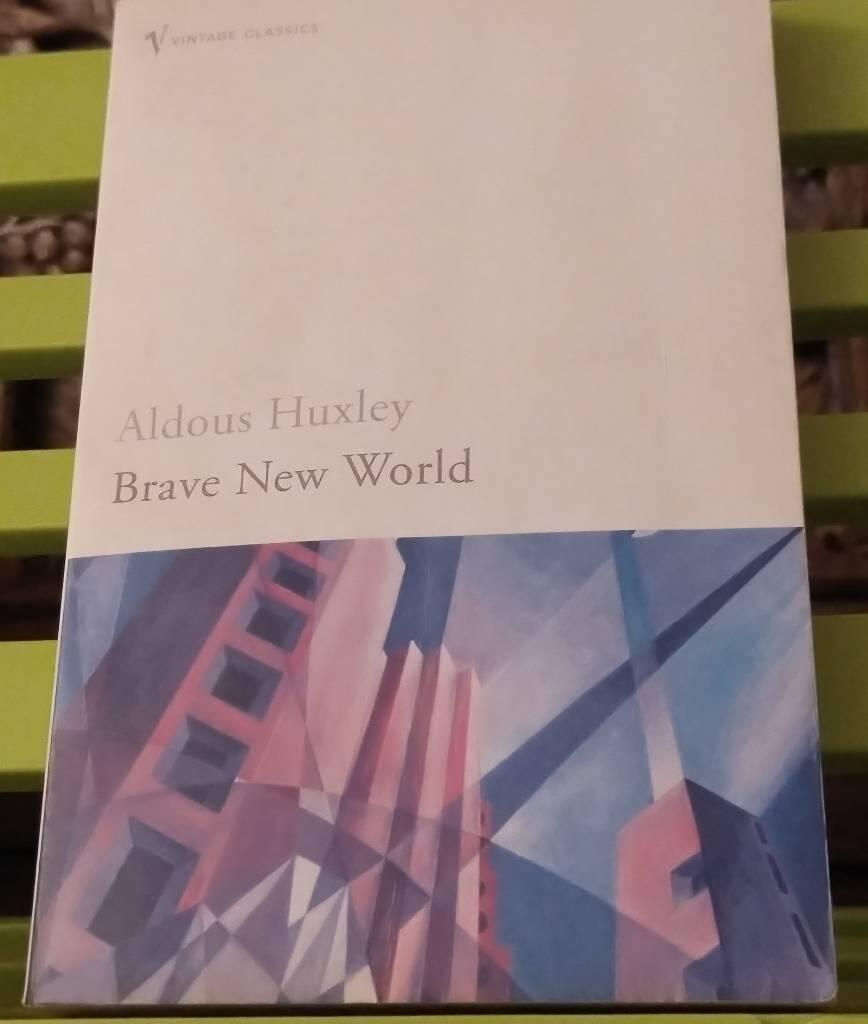 VINTAGE CLASSICS
Aldous Huxley
Brave New World